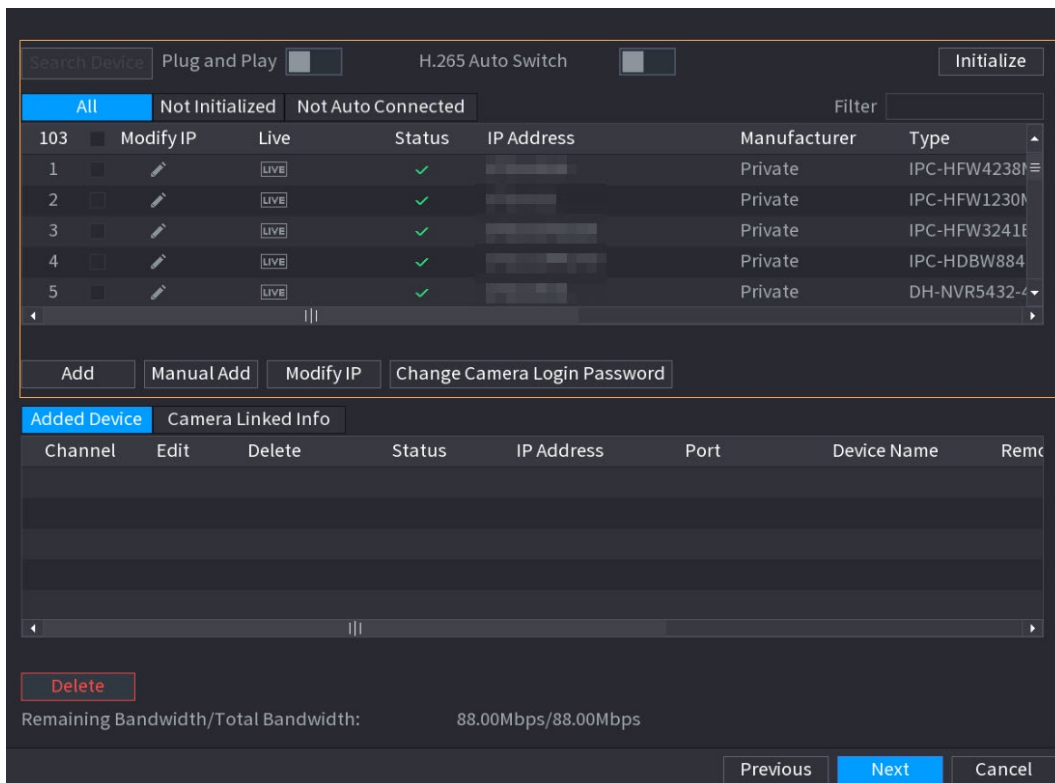 Search Device Plug and Play H.265 Auto Switch Initialize
All Not Initialized Not Auto Connected Filter
103 Modify IP Live Status IP Address Manufacturer Type
1 LIVE Private IPC-HFW4238
2 LIVE Private IPC-HFW1230
3 LIVE Private IPC-HFW3241
4 LIVE Private IPC-HDBW884
5 LIVE Private DH-NVR5432-
Add Manual Add Modify IP Change Camera Login Password
Added Device Camera Linked Info
Channel Edit Delete Status IP Address Port Device Name
Delete
Remaining Bandwidth/Total Bandwidth: 88.00Mbps/88.00Mbps
Previous Next Cancel